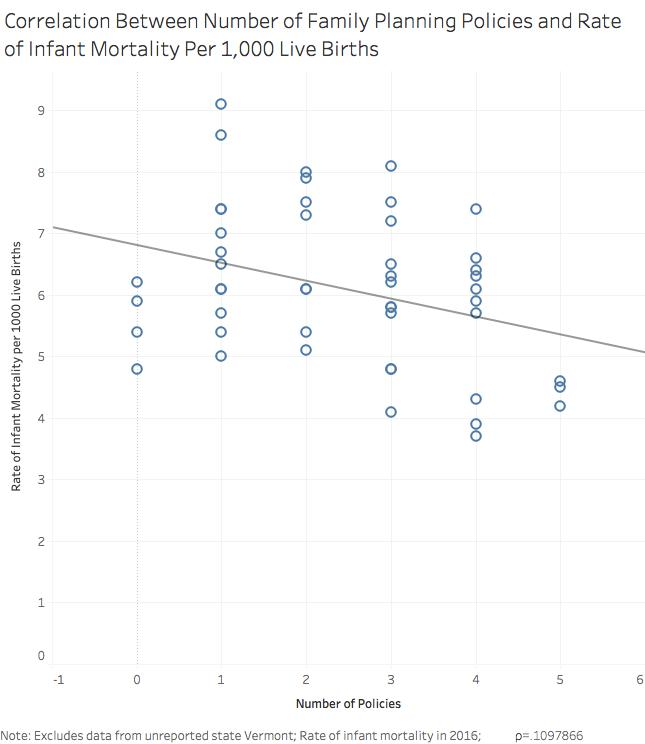 Correlation Between Number of Family Planning Policies and Rate
of Infant Mortality Per 1,000 Live Births
Rate of Infant Mortality per 1000 Live Births
9
8
7
6
5
4
3
2
1
0
-1 0 1 2 3 4 5 6
Number of Policies
Note: Excludes data from unreported state Vermont; Rate of infant mortality in 2016; ρ=.1097866